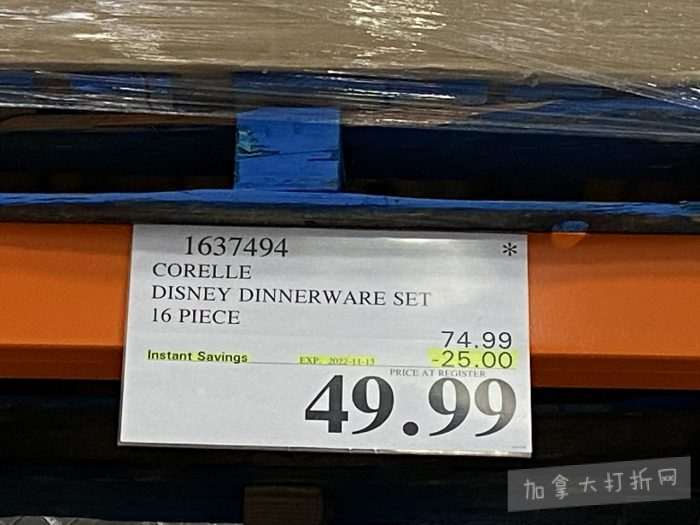 1637494 *
CORELLE
DISNEY DINNERWARE SET
16 PIECE
74.99
Instant Savings EXP: 2022-11-13 -25.00
PRICE AT REGISTER
49.99
加拿大打折网